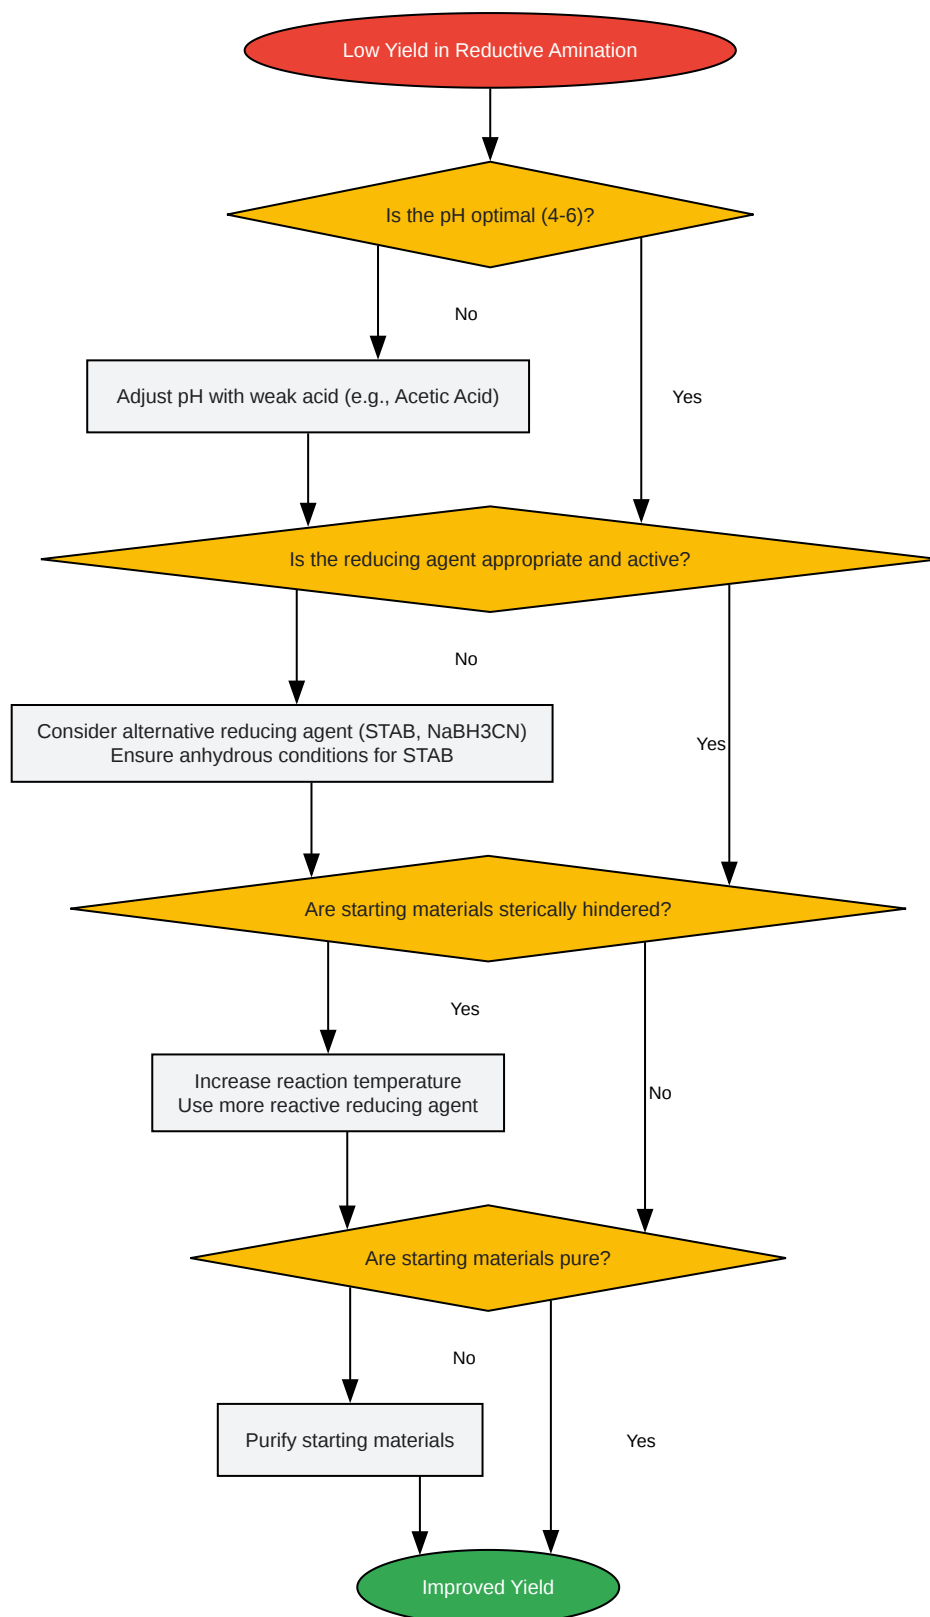 Low Yield in Reductive Amination
Is the pH optimal (4-6)?
No
Adjust pH with weak acid (e.g., Acetic Acid)
Yes
Is the reducing agent appropriate and active?
No
Consider alternative reducing agent (STAB, NaBH3CN)
Ensure anhydrous conditions for STAB
Yes
Are starting materials sterically hindered?
Yes
Increase reaction temperature
Use more reactive reducing agent
No
Are starting materials pure?
No
Purify starting materials
Yes
Improved Yield